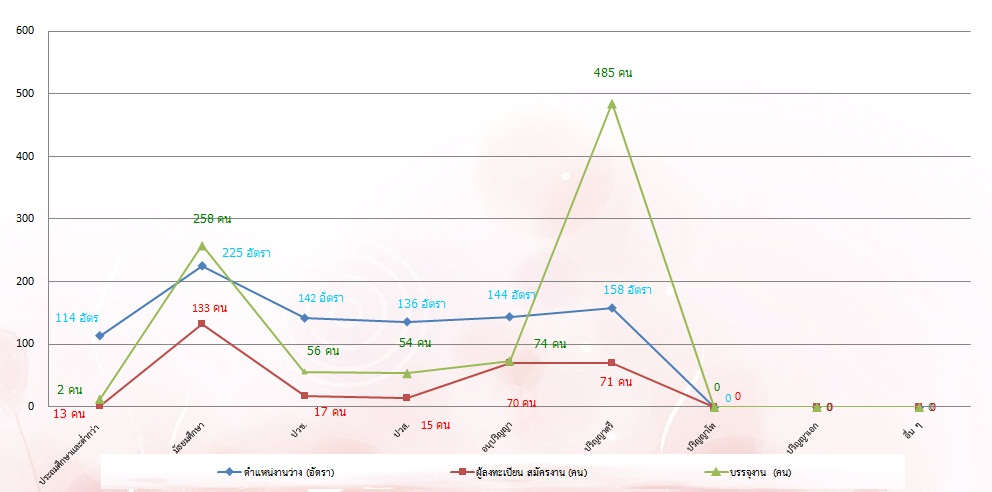 600
500
400
300
200
100
0
485 คน
258 คน
225 อัตรา
114 อัตรา
142 อัตรา
136 อัตรา
144 อัตรา
158 อัตรา
133 คน
56 คน
54 คน
74 คน
2 คน
13 คน
17 คน
15 คน
70 คน
71 คน
0
0
0
0
0
0
0
ประถมศึกษาและต่ำกว่า
มัธยมศึกษา
ปวช.
ปวส.
อนุปริญญา
ปริญญาตรี
ปริญญาโท
ปริญญาเอก
อื่น ๆ
ตำแหน่งงานว่าง (อัตรา)
ผู้ลงทะเบียน สมัครงาน (คน)
บรรจุงาน (คน)